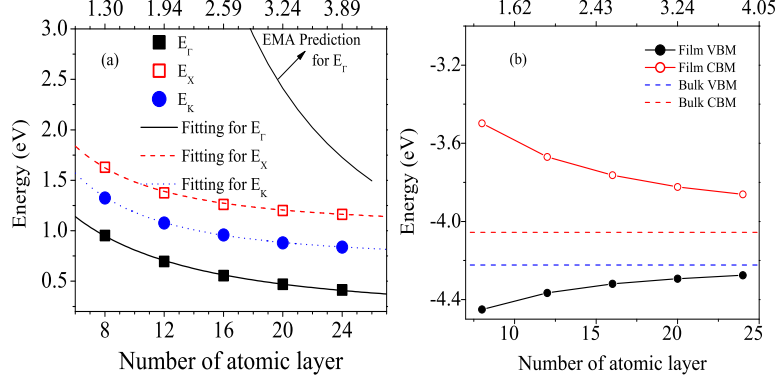 1.30 1.94 2.59 3.24 3.89
3.0
2.5
2.0
1.5
1.0
0.5
Energy (eV)
(a)
E_Γ
E_X
E_K
Fitting for E_Γ
Fitting for E_X
Fitting for E_K
EMA Prediction
for E_Γ
8 12 16 20 24
Number of atomic layer
1.62 2.43 3.24 4.05
-3.2
-3.6
-4.0
-4.4
Energy (eV)
(b)
Film VBM
Film CBM
Bulk VBM
Bulk CBM
10 15 20 25
Number of atomic layer